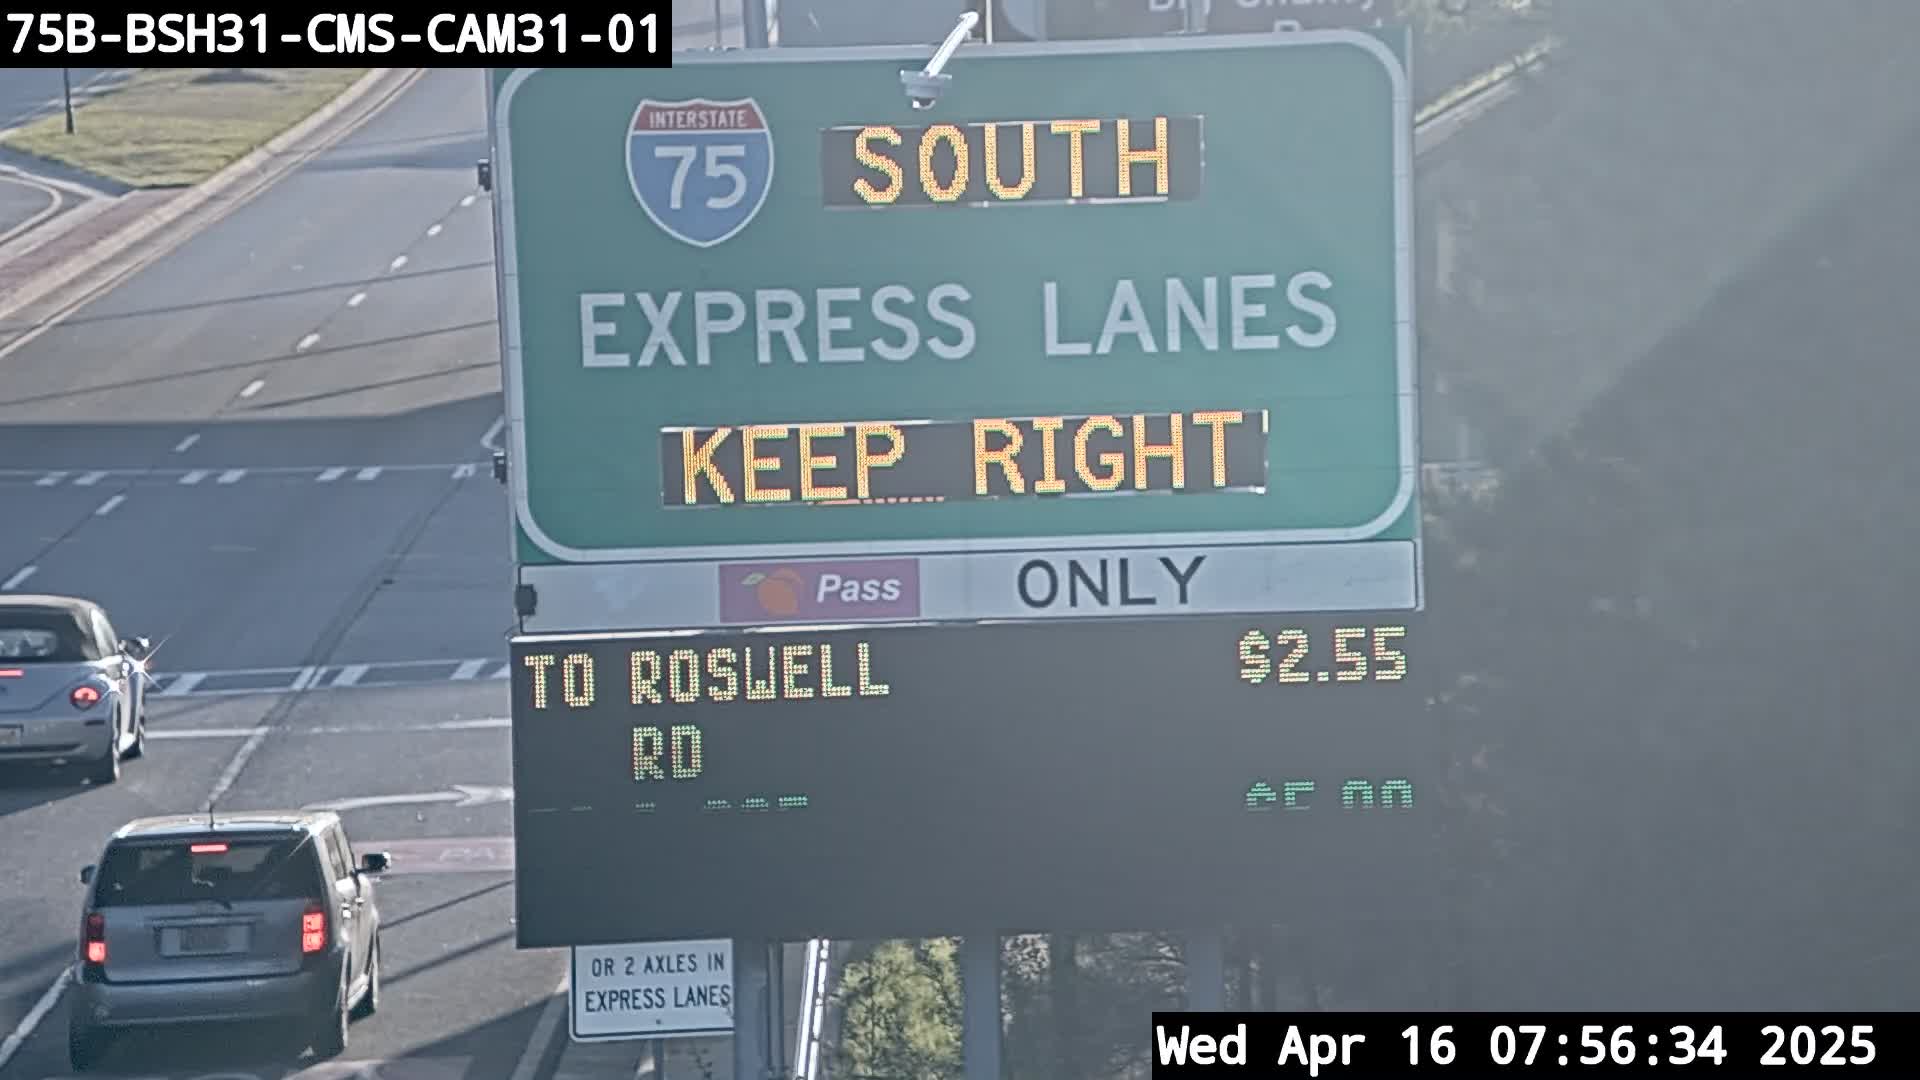 75B-BSH31-CMS-CAM31-01
INTERSTATE
75
SOUTH
EXPRESS LANES
KEEP RIGHT
Pass ONLY
TO ROSWELL $2.55
RD
OR 2 AXLES IN
EXPRESS LANES
Wed Apr 16 07:56:34 2025